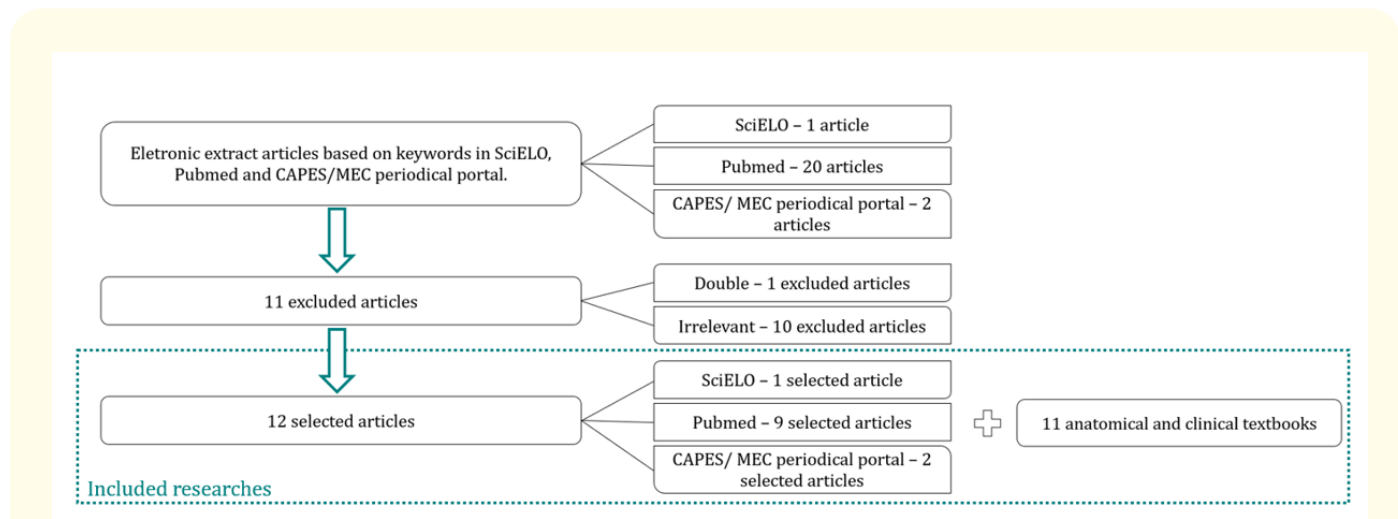 Eletronic extract articles based on keywords in SciELO,
Pubmed and CAPES/MEC periodical portal.
SciELO – 1 article
Pubmed – 20 articles
CAPES/ MEC periodical portal – 2
articles
11 excluded articles
Double – 1 excluded articles
Irrelevant – 10 excluded articles
12 selected articles
SciELO – 1 selected article
Pubmed – 9 selected articles
CAPES/ MEC periodical portal – 2
selected articles
11 anatomical and clinical textbooks
Included researches